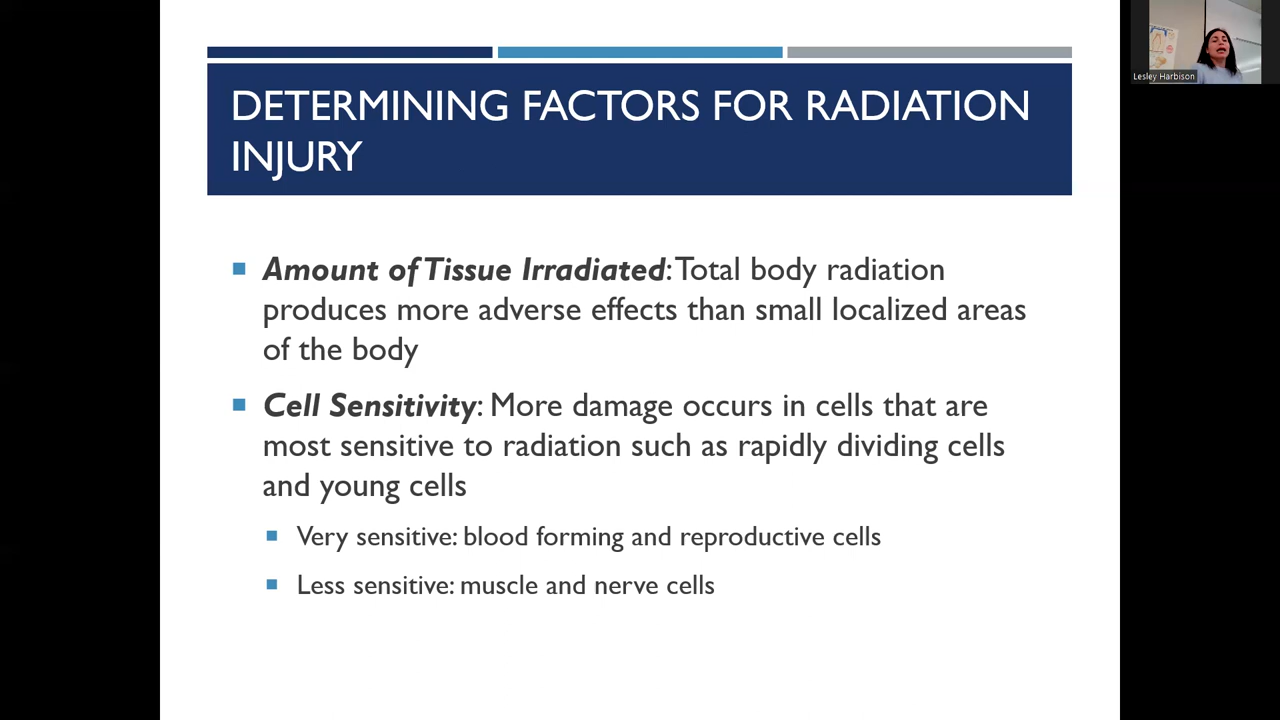 DETERMINING FACTORS FOR RADIATION
INJURY
Amount of Tissue Irradiated: Total body radiation
produces more adverse effects than small localized areas
of the body
Cell Sensitivity: More damage occurs in cells that are
most sensitive to radiation such as rapidly dividing cells
and young cells
Very sensitive: blood forming and reproductive cells
Less sensitive: muscle and nerve cells
Lesley Harbison